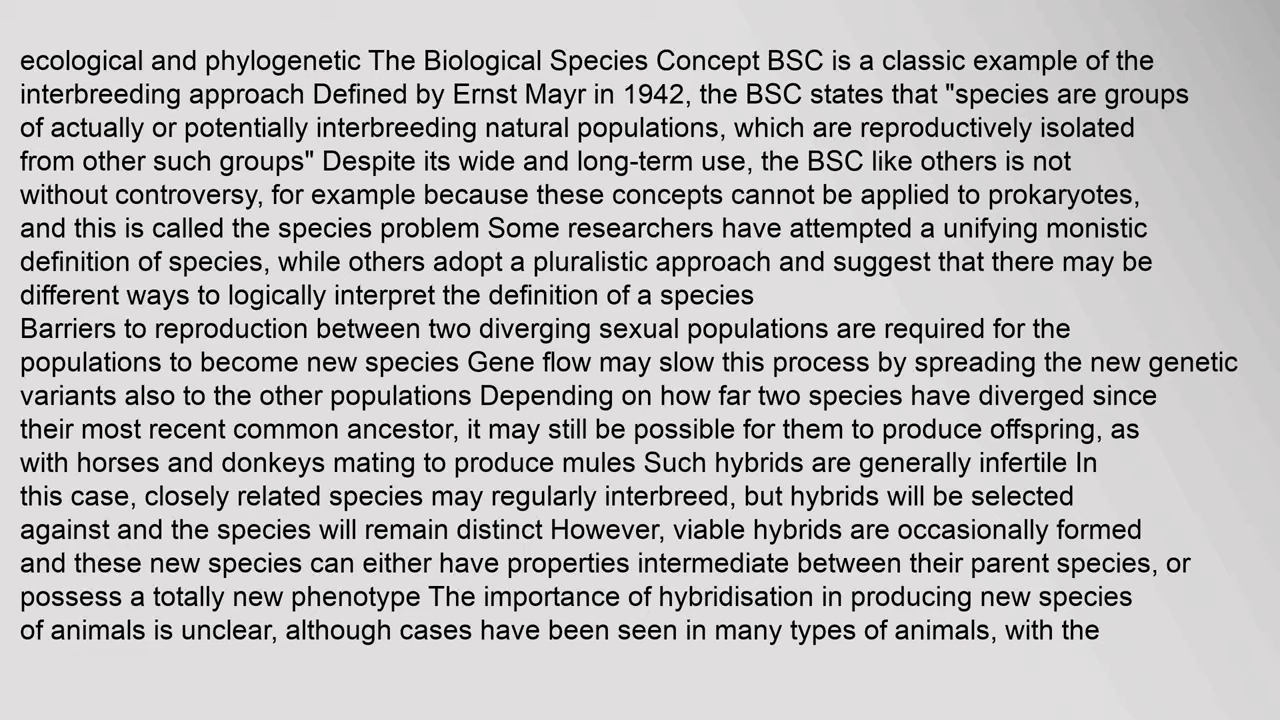 ecological and phylogenetic The Biological Species Concept BSC is a classic example of the
interbreeding approach Defined by Ernst Mayr in 1942, the BSC states that "species are groups
of actually or potentially interbreeding natural populations, which are reproductively isolated
from other such groups" Despite its wide and long-term use, the BSC like others is not
without controversy, for example because these concepts cannot be applied to prokaryotes,
and this is called the species problem Some researchers have attempted a unifying monistic
definition of species, while others adopt a pluralistic approach and suggest that there may be
different ways to logically interpret the definition of a species
Barriers to reproduction between two diverging sexual populations are required for the
populations to become new species Gene flow may slow this process by spreading the new genetic
variants also to the other populations Depending on how far two species have diverged since
their most recent common ancestor, it may still be possible for them to produce offspring, as
with horses and donkeys mating to produce mules Such hybrids are generally infertile In
this case, closely related species may regularly interbreed, but hybrids will be selected
against and the species will remain distinct However, viable hybrids are occasionally formed
and these new species can either have properties intermediate between their parent species, or
possess a totally new phenotype The importance of hybridisation in producing new species
of animals is unclear, although cases have been seen in many types of animals, with the